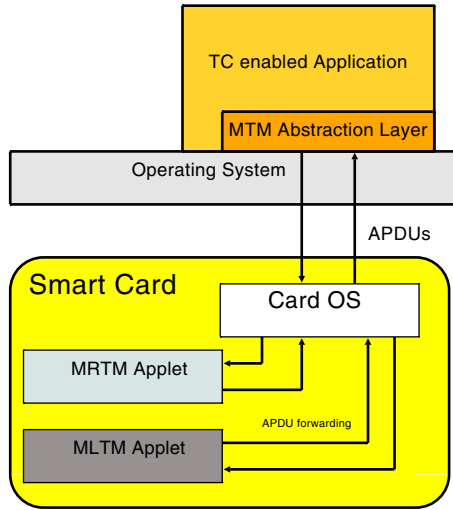 TC enabled Application
MTM Abstraction Layer
Operating System
APDUs
Smart Card
Card OS
MRTM Applet
APDU forwarding
MLTM Applet